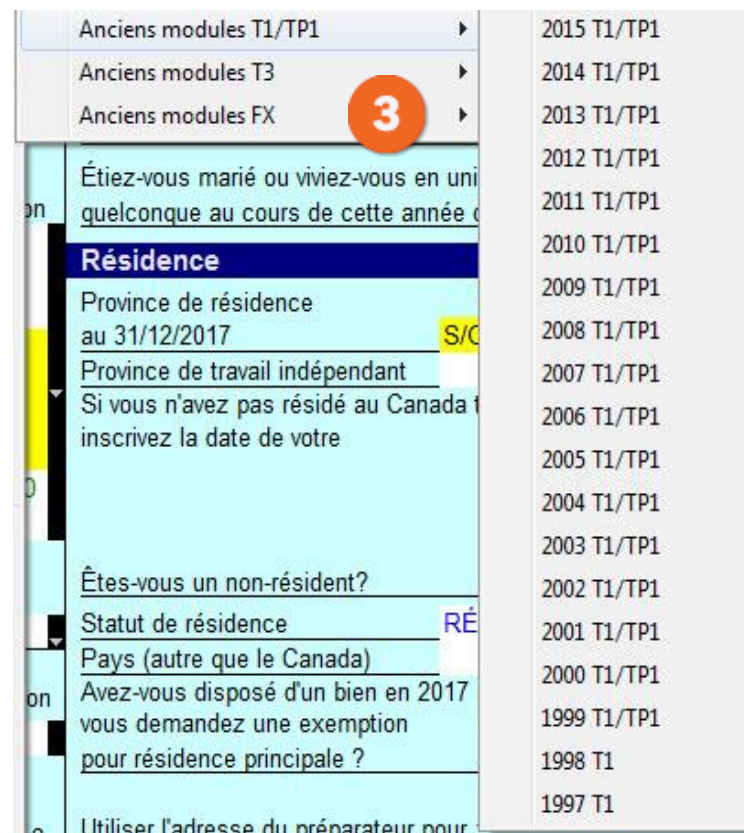 Anciens modules T1/TP1
Anciens modules T3
Anciens modules FX
3
2015 T1/TP1
2014 T1/TP1
2013 T1/TP1
2012 T1/TP1
2011 T1/TP1
2010 T1/TP1
2009 T1/TP1
2008 T1/TP1
2007 T1/TP1
2006 T1/TP1
2005 T1/TP1
2004 T1/TP1
2003 T1/TP1
2002 T1/TP1
2001 T1/TP1
2000 T1/TP1
1999 T1/TP1
1998 T1
1997 T1
Étiez-vous marié ou viviez-vous en
quelconque au cours de cette année
Résidence
Province de résidence
au 31/12/2017
Province de travail indépendant
Si vous n'avez pas résidé au Canada
inscrivez la date de votre
Êtes-vous un non-résident?
Statut de résidence
Pays (autre que le Canada)
Avez-vous disposé d'un bien en 2017
vous demandez une exemption
pour résidence principale ?
Utiliser l'adresse du préparateur pour